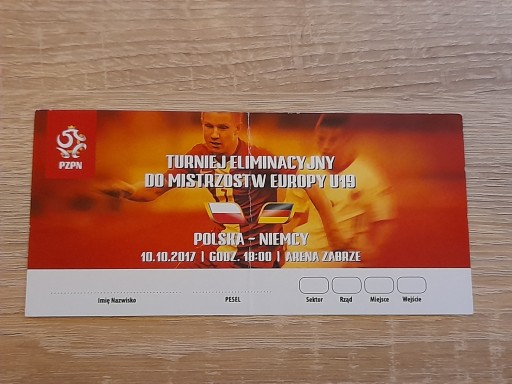 PZPN
TURNIEJ ELIMINACYJNY
DO MISTRZOSTW EUROPY U19
POLSKA - NIEMCY
10.10.2017 | GODZ. 18:00 | ARENA ZABRZE
imię Nazwisko PESEL Sektor Rząd Miejsce Wejście